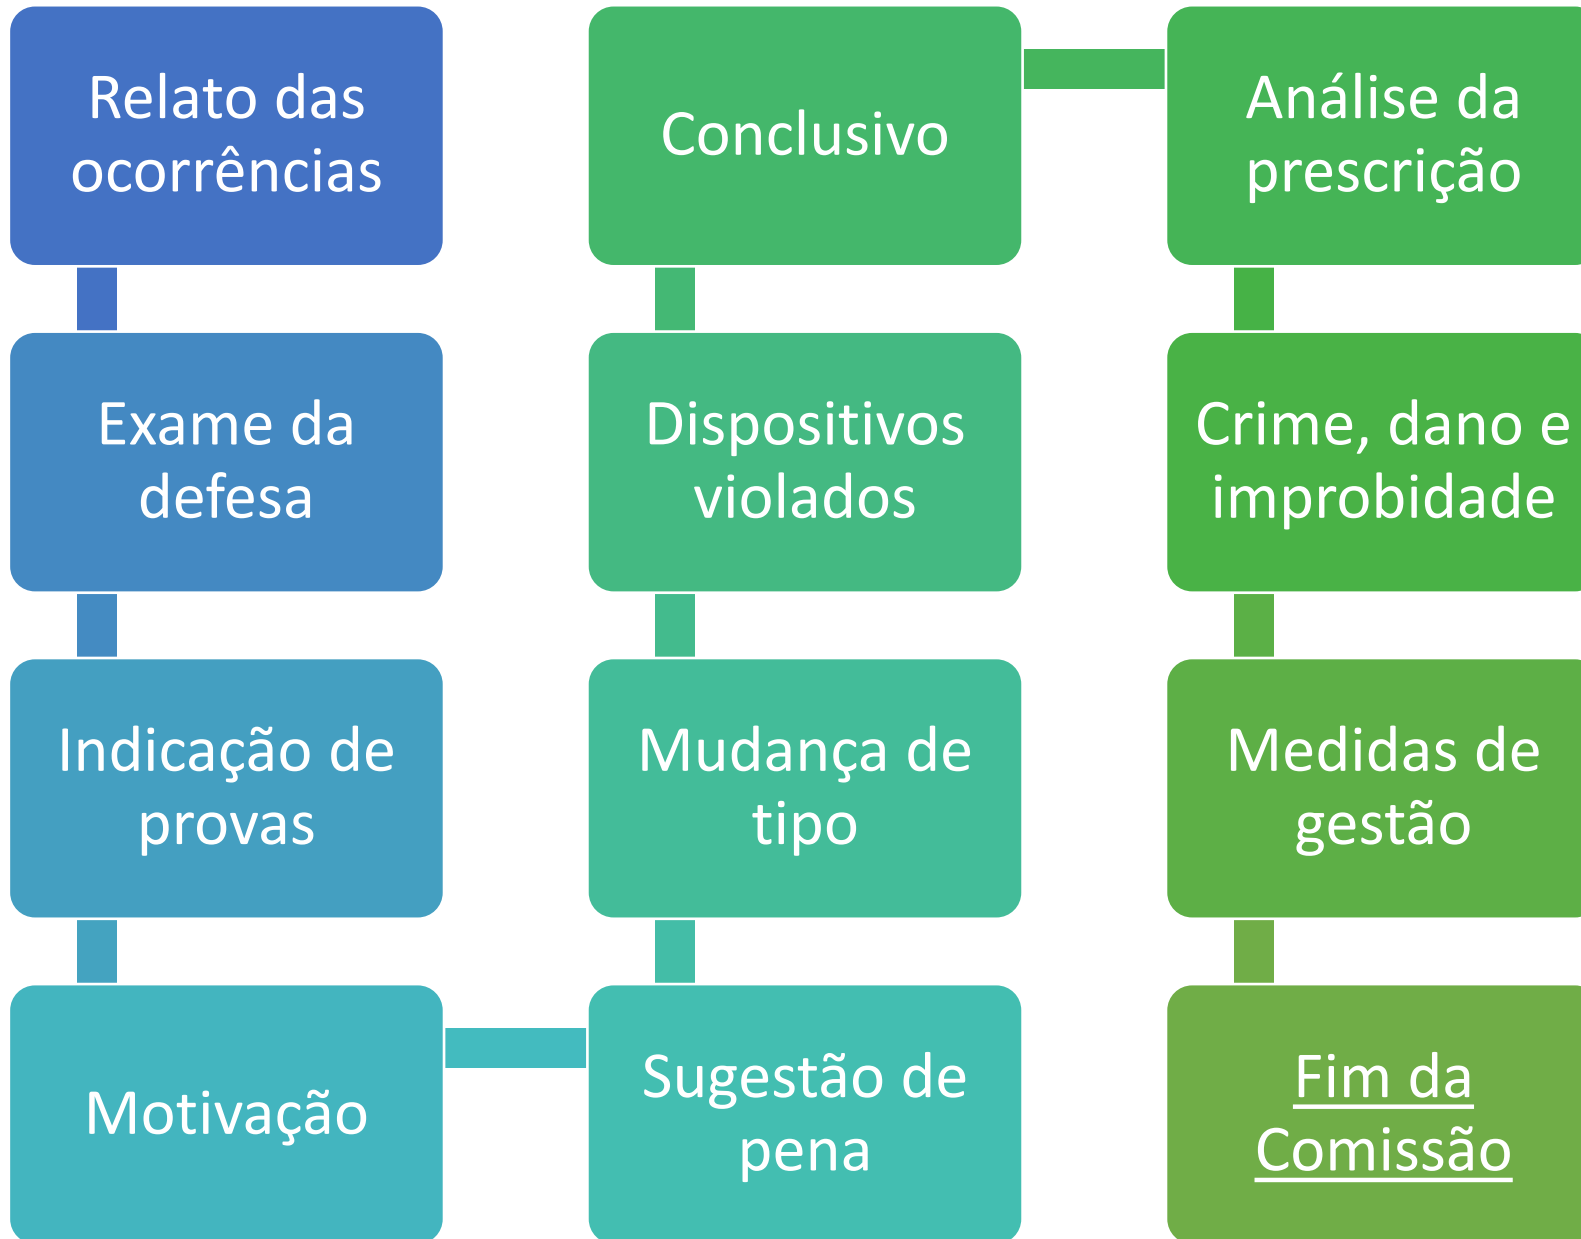 Relato das
ocorrências
Exame da
defesa
Indicação de
provas
Motivação
Sugestão de
pena
Mudança de
tipo
Dispositivos
violados
Conclusivo
Análise da
prescrição
Crime, dano e
improbidade
Medidas de
gestão
Fim da
Comissão